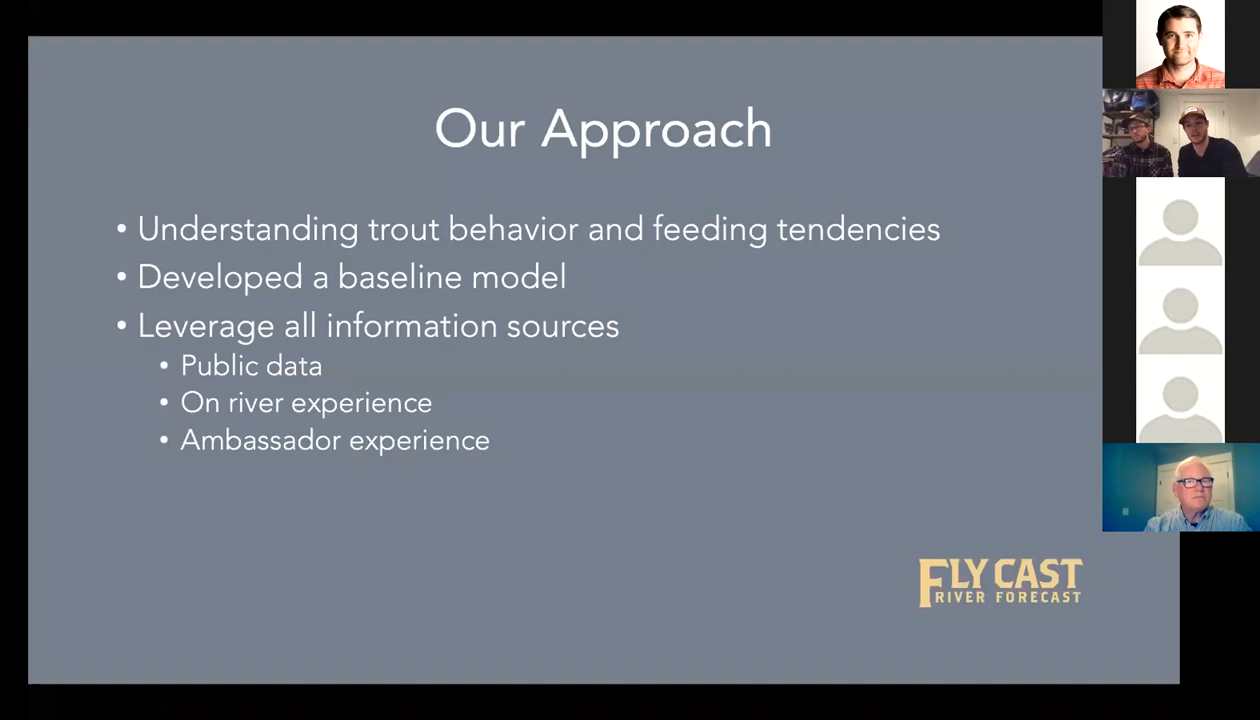 Our Approach
• Understanding trout behavior and feeding tendencies
• Developed a baseline model
• Leverage all information sources
• Public data
• On river experience
• Ambassador experience
FLY CAST
RIVER FORECAST